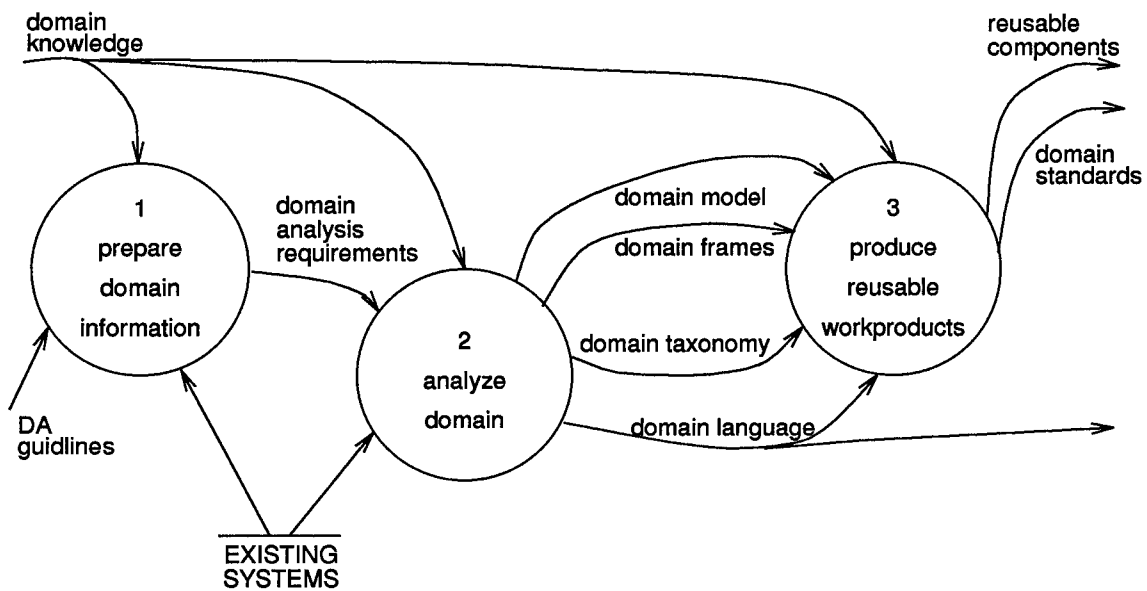 domain
knowledge
reusable
components
domain
standards
1
prepare
domain
information
domain
analysis
requirements
domain model
domain frames
3
produce
reusable
workproducts
2
analyze
domain
domain taxonomy
domain language
DA
guidlines
EXISTING
SYSTEMS